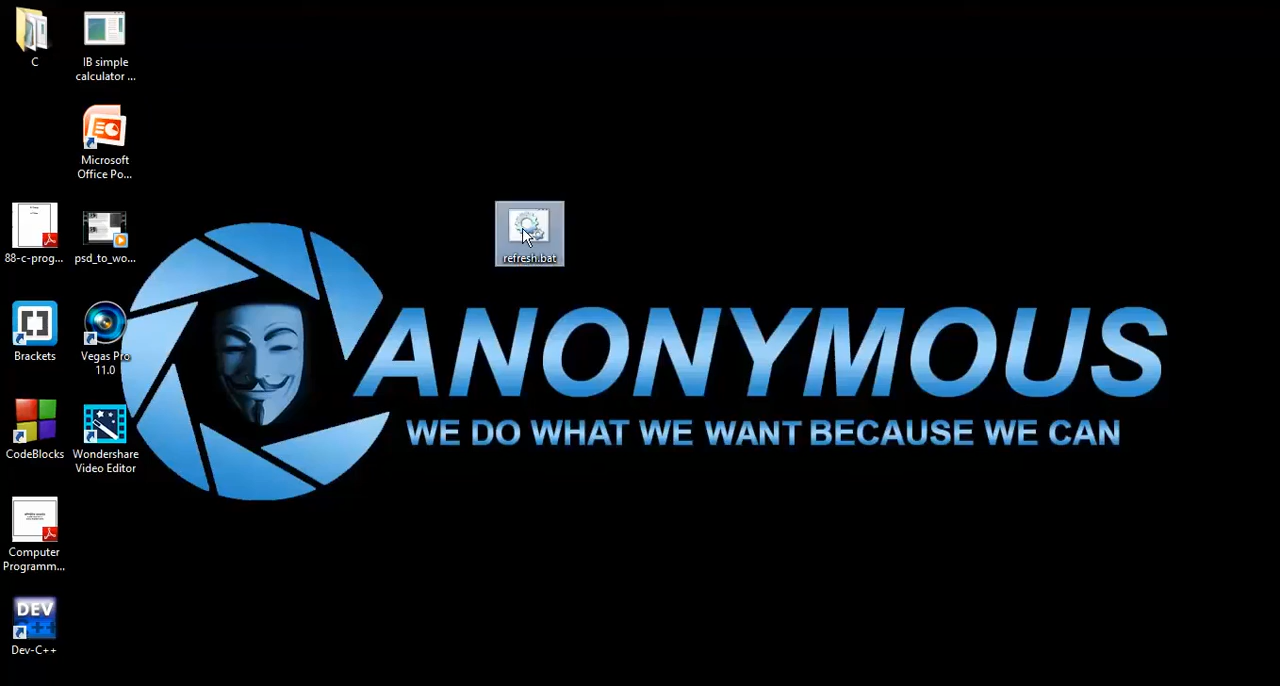 C
IB simple
calculator ...
Microsoft
Office Po...
88-c-prog...
psd_to_wo...
Brackets
Vegas Pro
11.0
CodeBlocks
Wondershare
Video Editor
Computer
Programm...
DEV
C++
Dev-C++
refresh.bat
ANONYMOUS
WE DO WHAT WE WANT BECAUSE WE CAN